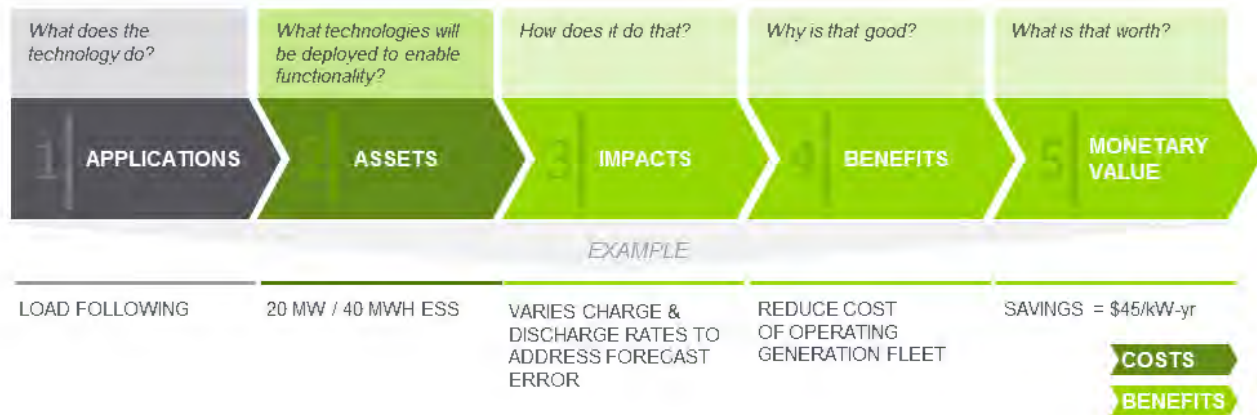 What does the
technology do?
What technologies will
be deployed to enable
functionality?
How does it do that?
Why is that good?
What is that worth?
1
APPLICATIONS
2
ASSETS
3
IMPACTS
4
BENEFITS
5
MONETARY
VALUE
EXAMPLE
LOAD FOLLOWING
20 MW / 40 MWH ESS
VARIES CHARGE &
DISCHARGE RATES TO
ADDRESS FORECAST
ERROR
REDUCE COST
OF OPERATING
GENERATION FLEET
SAVINGS = $45/kW-yr
COSTS
BENEFITS